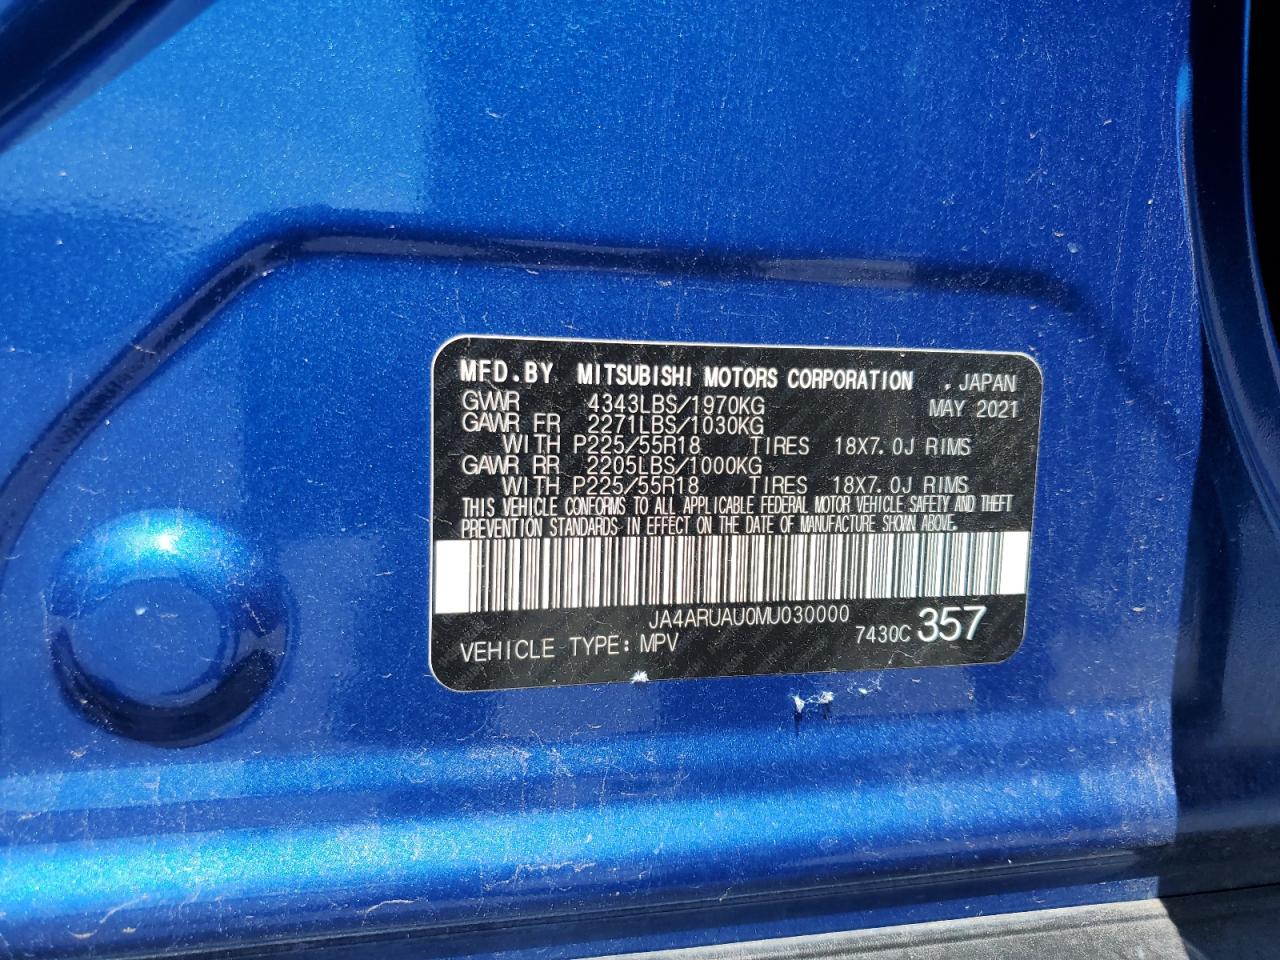 MFD.BY MITSUBISHI MOTORS CORPORATION . JAPAN
GVWR 4343LBS/1970KG MAY 2021
GAWR FR 2271LBS/1030KG
WITH P225/55R18 TIRES 18X7.0J RIMS
GAWR RR 2205LBS/1000KG
WITH P225/55R18 TIRES 18X7.0J RIMS
THIS VEHICLE CONFORMS TO ALL APPLICABLE FEDERAL MOTOR VEHICLE SAFETY AND THEFT
PREVENTION STANDARDS IN EFFECT ON THE DATE OF MANUFACTURE SHOWN ABOVE.
JA4ARUAU0MU030000
VEHICLE TYPE: MPV 7430C 357